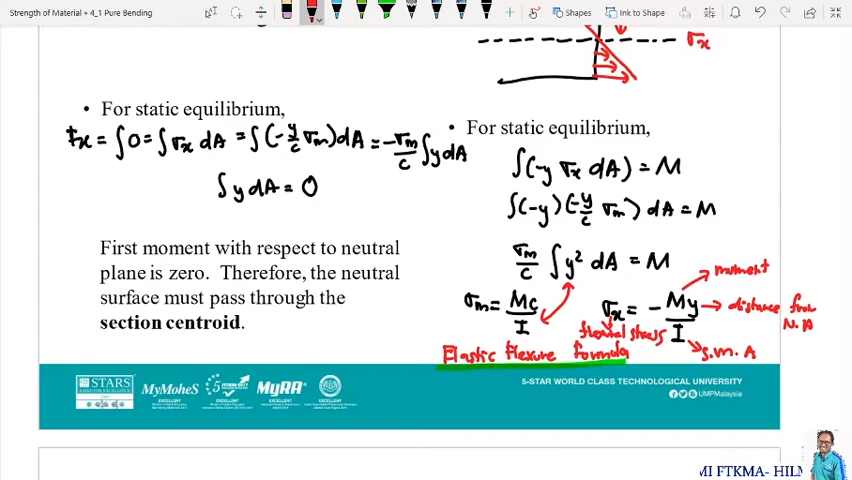 Strength of Material » 4_1 Pure Bending
Shapes
Ink to Shape
σx
• For static equilibrium,
Fx = ∫0 = ∫σx dA = ∫(-y/c σm)dA = -σm/c ∫y dA
∫y dA = 0
First moment with respect to neutral
plane is zero. Therefore, the neutral
surface must pass through the
section centroid.
• For static equilibrium,
∫(-y σx dA) = M
∫(-y)(-y/c σm) dA = M
σm/c ∫y² dA = M
σm = Mc/I
σx = -My/I
moment
distance from
N.A
stress
S.M.A
Elastic flexure formula
STARS
MyMoheS
EXCELLENT
5
EXCELLENT
MyRA
EXCELLENT
5-STAR WORLD CLASS TECHNOLOGICAL UNIVERSITY
UMPMalaysia
MI FTKMA- HILM